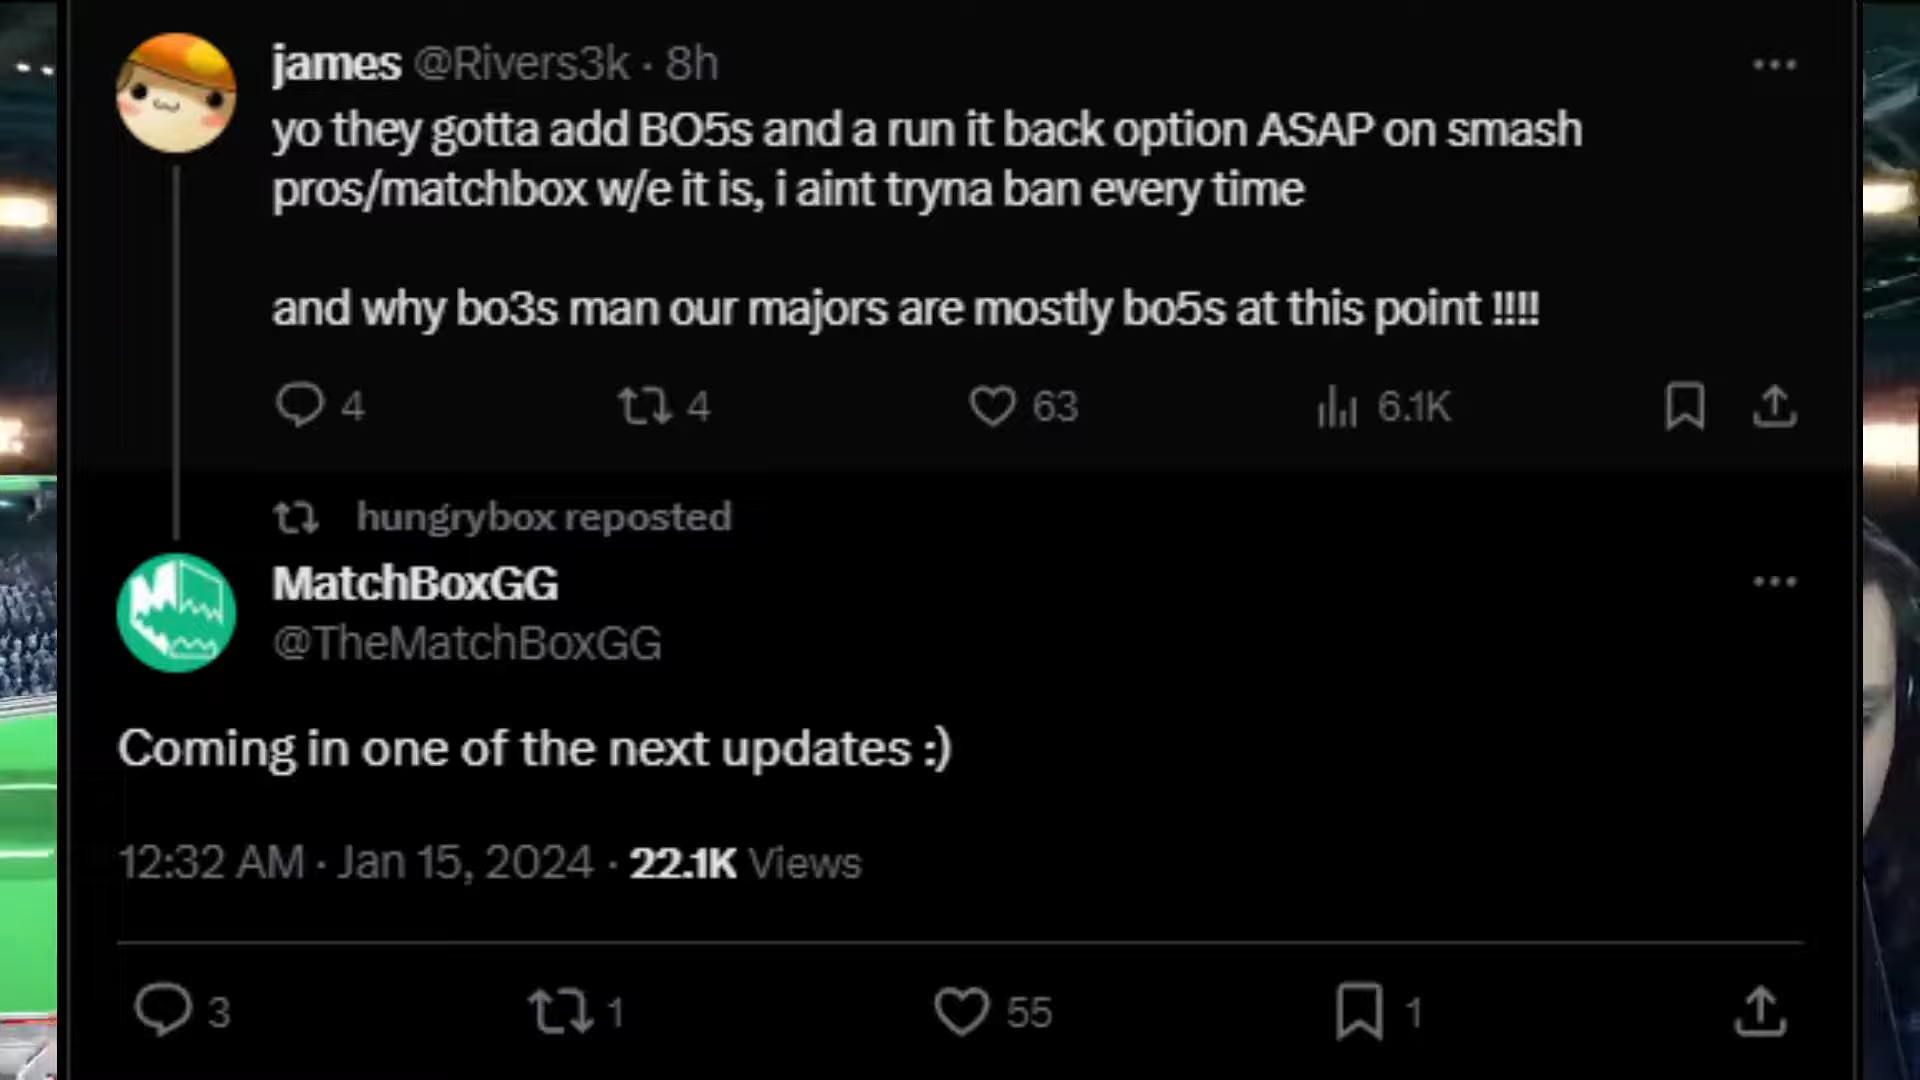 james @Rivers3k · 8h
yo they gotta add BO5s and a run it back option ASAP on smash
pros/matchbox w/e it is, i aint tryna ban every time
and why bo3s man our majors are mostly bo5s at this point !!!!
4 4 63 6.1K
hungrybox reposted
MatchBoxGG
@TheMatchBoxGG
Coming in one of the next updates :)
12:32 AM · Jan 15, 2024 · 22.1K Views
3 1 55 1